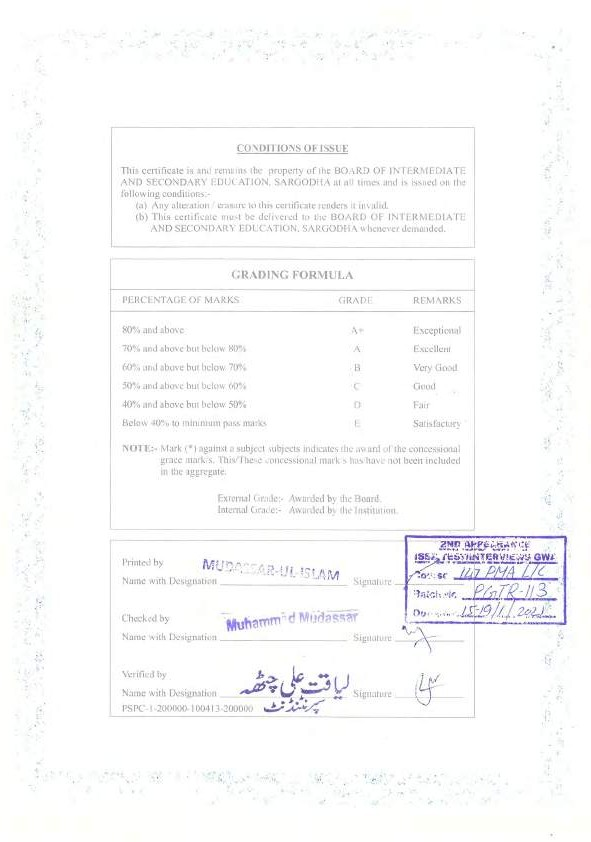 CONDITIONS OF ISSUE
This certificate is and remains the property of the BOARD OF INTERMEDIATE
AND SECONDARY EDUCATION, SARGODHA at all times and is issued on the
following conditions:-
(a) Any alteration / erasure to this certificate renders it invalid.
(b) This certificate must be delivered to the BOARD OF INTERMEDIATE
AND SECONDARY EDUCATION, SARGODHA whenever demanded.
GRADING FORMULA
PERCENTAGE OF MARKS GRADE REMARKS
80% and above A+ Exceptional
70% and above but below 80% A Excellent
60% and above but below 70% B Very Good
50% and above but below 60% C Good
40% and above but below 50% D Fair
Below 40% to minimum pass marks E Satisfactory
NOTE:- Mark (*) against a subject subjects indicates the award of the concessional
grace mark/s. This/These concessional mark s has/have not been included
in the aggregate.
External Grade:- Awarded by the Board.
Internal Grade:- Awarded by the Institution.
2ND APPEARANCE
ISSB TEST/INTERVIEWS GWA
Course 147 PMA L/C
Batch No PGTR-113
15-19/1/2021
Printed by MUDASSAR-UL-ISLAM
Name with Designation Signature
Checked by Muhammad Mudassar
Name with Designation Signature
Verified by لیاقت علی چٹھہ
Name with Designation Signature
PSPC-1-200000-100413-200000 سپرنٹنڈنٹ